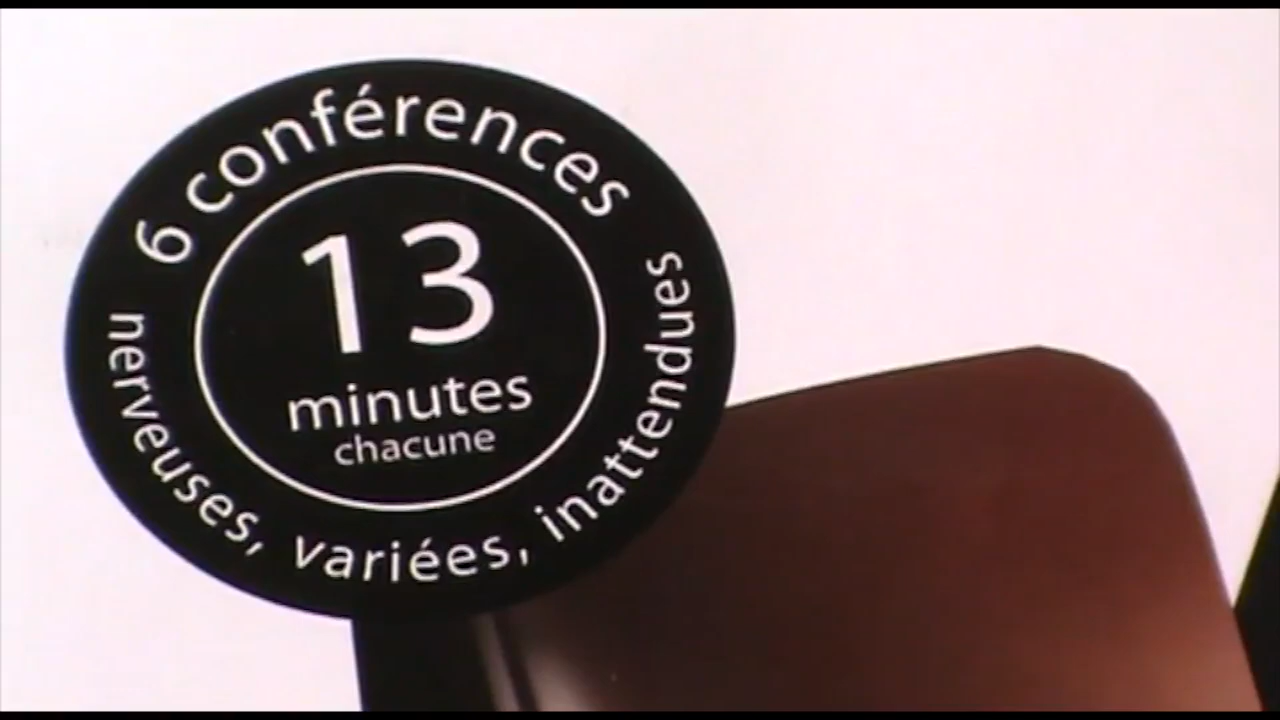 6 conférences
13
minutes
chacune
nerveuses, variées, inattendues